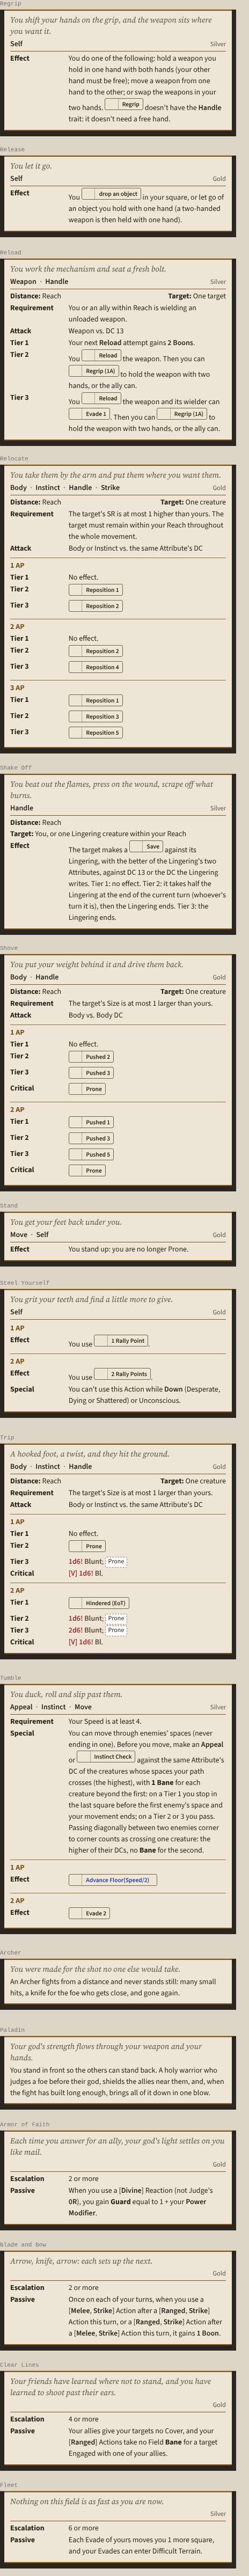 Regrip
You shift your hands on the grip, and the weapon sits where
you want it.
Self Silver
Effect You do one of the following: hold a weapon you
hold in one hand with both hands (your other
hand must be free); move a weapon from one
hand to the other; or swap the weapons in your
two hands. Regrip doesn't have the Handle
trait: it doesn't need a free hand.
Release
You let it go.
Self Gold
Effect You drop an object in your square, or let go of
an object you hold with one hand (a two-handed
weapon is then held with one hand).
Reload
You work the mechanism and seat a fresh bolt.
Weapon · Handle Silver
Distance: Reach Target: One target
Requirement You or an ally within Reach is wielding an
unloaded weapon.
Attack Weapon vs. DC 13
Tier 1 Your next Reload attempt gains 2 Boons.
Tier 2 You Reload the weapon. Then you can
Regrip (1A) to hold the weapon with two
hands, or the ally can.
Tier 3 You Reload the weapon and its wielder can
Evade 1 Then you can Regrip (1A) to
hold the weapon with two hands, or the ally can.
Relocate
You take them by the arm and put them where you want them.
Body · Instinct · Handle · Strike Gold
Distance: Reach Target: One creature
Requirement The target's SR is at most 1 higher than yours. The
target must remain within your Reach throughout
the whole movement.
Attack Body or Instinct vs. the same Attribute's DC
1 AP
Tier 1 No effect.
Tier 2 Reposition 1
Tier 3 Reposition 2
2 AP
Tier 1 No effect.
Tier 2 Reposition 2
Tier 3 Reposition 4
3 AP
Tier 1 Reposition 1
Tier 2 Reposition 3
Tier 3 Reposition 5
Shake Off
You beat out the flames, press on the wound, scrape off what
burns.
Handle Silver
Distance: Reach
Target: You, or one Lingering creature within your Reach
Effect The target makes a Save against its
Lingering, with the better of the Lingering's two
Attributes, against DC 13 or the DC the Lingering
writes. Tier 1: no effect. Tier 2: it takes half the
Lingering at the end of the current turn (whoever's
turn it is), then the Lingering ends. Tier 3: the
Lingering ends.
Shove
You put your weight behind it and drive them back.
Body · Handle Gold
Distance: Reach Target: One creature
Requirement The target's Size is at most 1 larger than yours.
Attack Body vs. Body DC
1 AP
Tier 1 No effect.
Tier 2 Pushed 2
Tier 3 Pushed 3
Critical Prone
2 AP
Tier 1 Pushed 1
Tier 2 Pushed 3
Tier 3 Pushed 5
Critical Prone
Stand
You get your feet back under you.
Move · Self Gold
Effect You stand up: you are no longer Prone.
Steel Yourself
You grit your teeth and find a little more to give.
Self Gold
1 AP
Effect You use 1 Rally Point.
2 AP
Effect You use 2 Rally Points.
Special You can't use this Action while Down (Desperate,
Dying or Shattered) or Unconscious.
Trip
A hooked foot, a twist, and they hit the ground.
Body · Instinct · Handle Gold
Distance: Reach Target: One creature
Requirement The target's Size is at most 1 larger than yours.
Attack Body or Instinct vs. the same Attribute's DC
1 AP
Tier 1 No effect.
Tier 2 Prone
Tier 3 1d6! Blunt; Prone
Critical [V] 1d6! Bl.
2 AP
Tier 1 Hindered (EoT)
Tier 2 1d6! Blunt; Prone
Tier 3 2d6! Blunt; Prone
Critical [V] 1d6! Bl.
Tumble
You duck, roll and slip past them.
Appeal · Instinct · Move Silver
Requirement Your Speed is at least 4.
Special You can move through enemies' spaces (never
ending in one). Before you move, make an Appeal
or Instinct Check against the same Attribute's
DC of the creature whose spaces your path
crosses (the highest), with 1 Bane for each
creature beyond the first: on a Tier 1 you stop in
the last square before the first enemy's space and
your movement ends; on a Tier 2 or 3 you pass.
Passing diagonally between two enemies corner
to corner counts as crossing one creature: the
higher of their DCs, no Bane for the second.
1 AP
Effect Advance Floor(Speed/2)
2 AP
Effect Evade 2
Archer
You were made for the shot no one else would take.
An Archer fights from a distance and never stands still: many small
hits, a knife for the foe who gets close, and gone again.
Paladin
Your god's strength flows through your weapon and your
hands.
You stand in front so the others can stand back. A holy warrior who
judges a foe before their god, shields the allies near them, and, when
the fight has built long enough, brings all of it down in one blow.
Armor of Faith
Each time you answer for an ally, your god's light settles on you
like mail.
Gold
Escalation 2 or more
Passive When you use a [Divine] Reaction (not Judge's
0R), you gain Guard equal to 1 + your Power
Modifier.
Blade and Bow
Arrow, knife, arrow: each sets up the next.
Gold
Escalation 2 or more
Passive Once on each of your turns, when you use a
[Melee, Strike] Action after a [Ranged, Strike]
Action this turn, or a [Ranged, Strike] Action after
a [Melee, Strike] Action this turn, it gains 1 Boon.
Clear Lines
Your friends have learned where not to stand, and you have
learned to shoot past their ears.
Gold
Escalation 4 or more
Passive Your allies give your targets no Cover, and your
[Ranged] Actions take no Field Bane for a target
Engaged with one of your allies.
Fleet
Nothing on this field is as fast as you are now.
Silver
Escalation 6 or more
Passive Each Evade of yours moves you 1 more square,
and your Evades can enter Difficult Terrain.